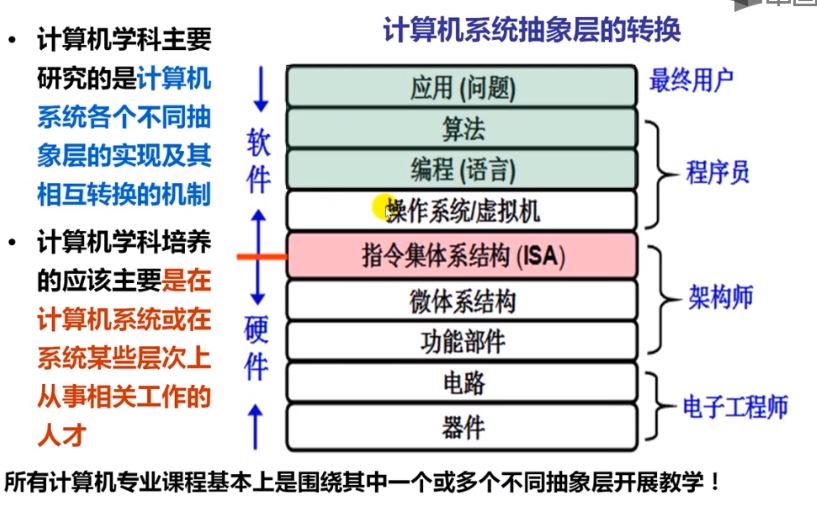 计算机系统抽象层的转换
• 计算机学科主要
研究的是计算机
系统各个不同抽
象层的实现及其
相互转换的机制
• 计算机学科培养
的应该主要是在
计算机系统或在
系统某些层次上
从事相关工作的
人才
软件
硬件
应用 (问题)
算法
编程 (语言)
操作系统/虚拟机
指令集体系结构 (ISA)
微体系结构
功能部件
电路
器件
最终用户
程序员
架构师
电子工程师
所有计算机专业课程基本上是围绕其中一个或多个不同抽象层开展教学！